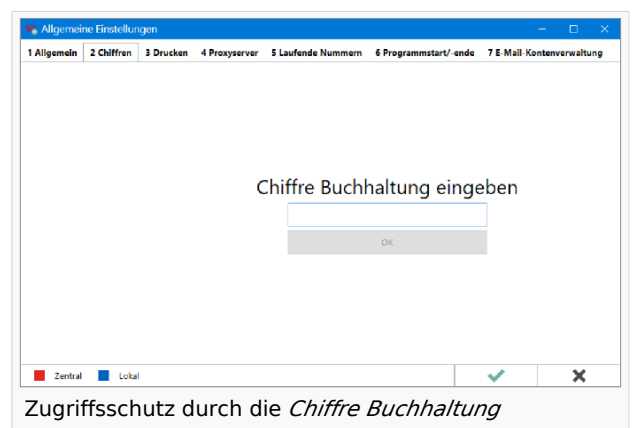 Allgemeine Einstellungen
1 Allgemein 2 Chiffren 3 Drucken 4 Proxyserver 5 Laufende Nummern 6 Programmstart/-ende 7 E-Mail-Kontenverwaltung
Chiffre Buchhaltung eingeben
OK
Zentral Lokal
Zugriffsschutz durch die Chiffre Buchhaltung